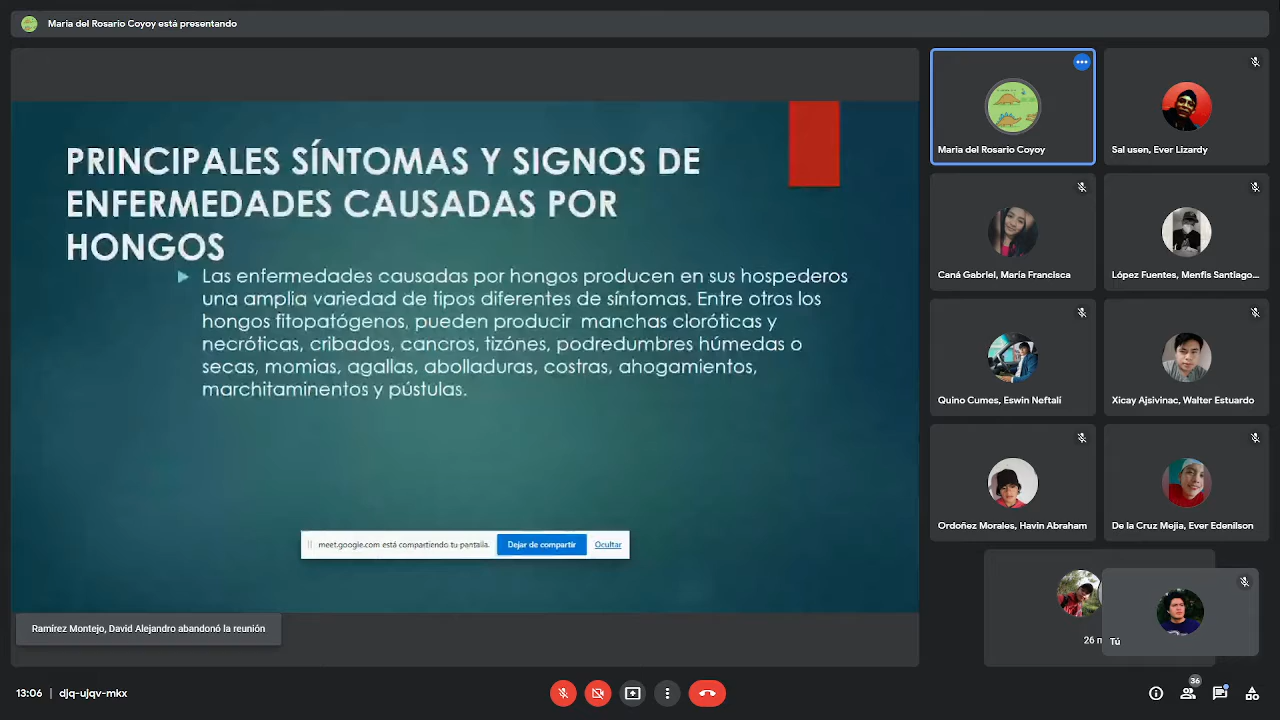 María del Rosario Coyoy está presentando
PRINCIPALES SÍNTOMAS Y SIGNOS DE
ENFERMEDADES CAUSADAS POR
HONGOS
Las enfermedades causadas por hongos producen en sus hospederos
una amplia variedad de tipos diferentes de síntomas. Entre otros los
hongos fitopatógenos, pueden producir manchas cloróticas y
necróticas, cribados, cancros, tizónes, podredumbres húmedas o
secas, momias, agallas, abolladuras, costras, ahogamientos,
marchitaminentos y pústulas.
meet.google.com está compartiendo tu pantalla.
Dejar de compartir
Ocultar
Ramírez Montejo, David Alejandro abandonó la reunión
María del Rosario Coyoy
Sal usen, Ever Lizardy
Caná Gabriel, María Francisca
López Fuentes, Menfis Santiago...
Quino Cumes, Eswin Neftalí
Xicay Ajsivinac, Walter Estuardo
Ordoñez Morales, Havin Abraham
De la Cruz Mejia, Ever Edenilson
26
Tú
13:06 | djq-ujqv-mkx
36